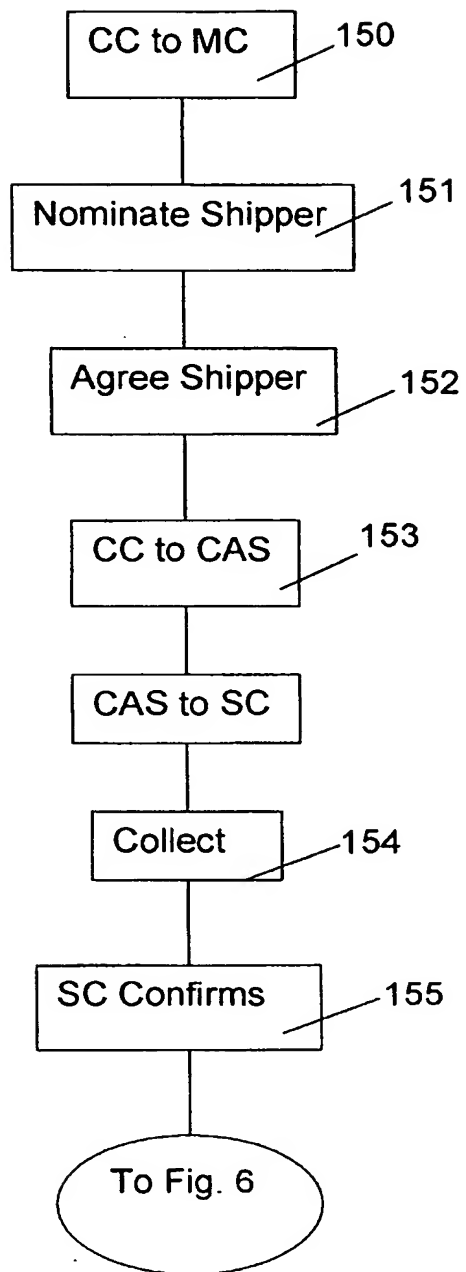 CC to MC
150
Nominate Shipper
151
Agree Shipper
152
CC to CAS
153
CAS to SC
Collect
154
SC Confirms
155
To Fig. 6